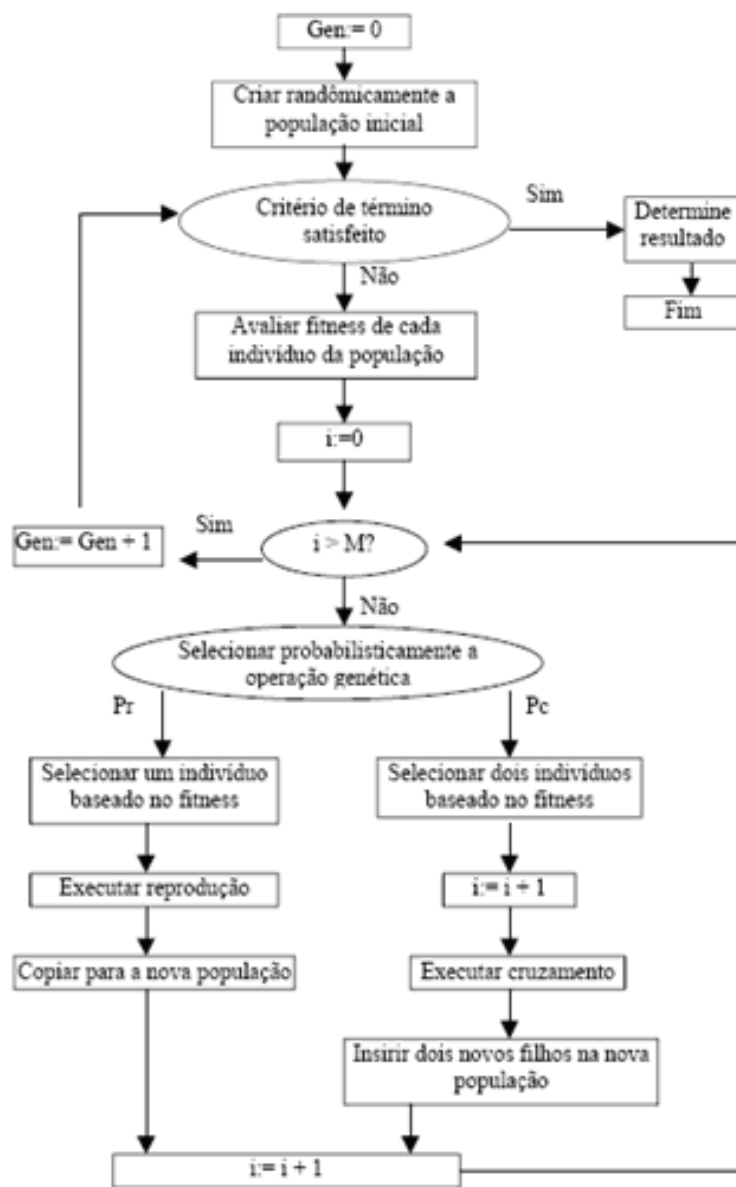 Gen:= 0
Criar randômicamente a
população inicial
Critério de término
satisfeito
Sim
Determine
resultado
Fim
Não
Avaliar fitness de cada
indivíduo da população
i:=0
Gen:= Gen + 1
Sim
i > M?
Não
Selecionar probabilisticamente a
operação genética
Pr
Pc
Selecionar um indivíduo
baseado no fitness
Selecionar dois indivíduos
baseado no fitness
Executar reprodução
i:= i + 1
Copiar para a nova população
Executar cruzamento
Insirir dois novos filhos na nova
população
i:= i + 1